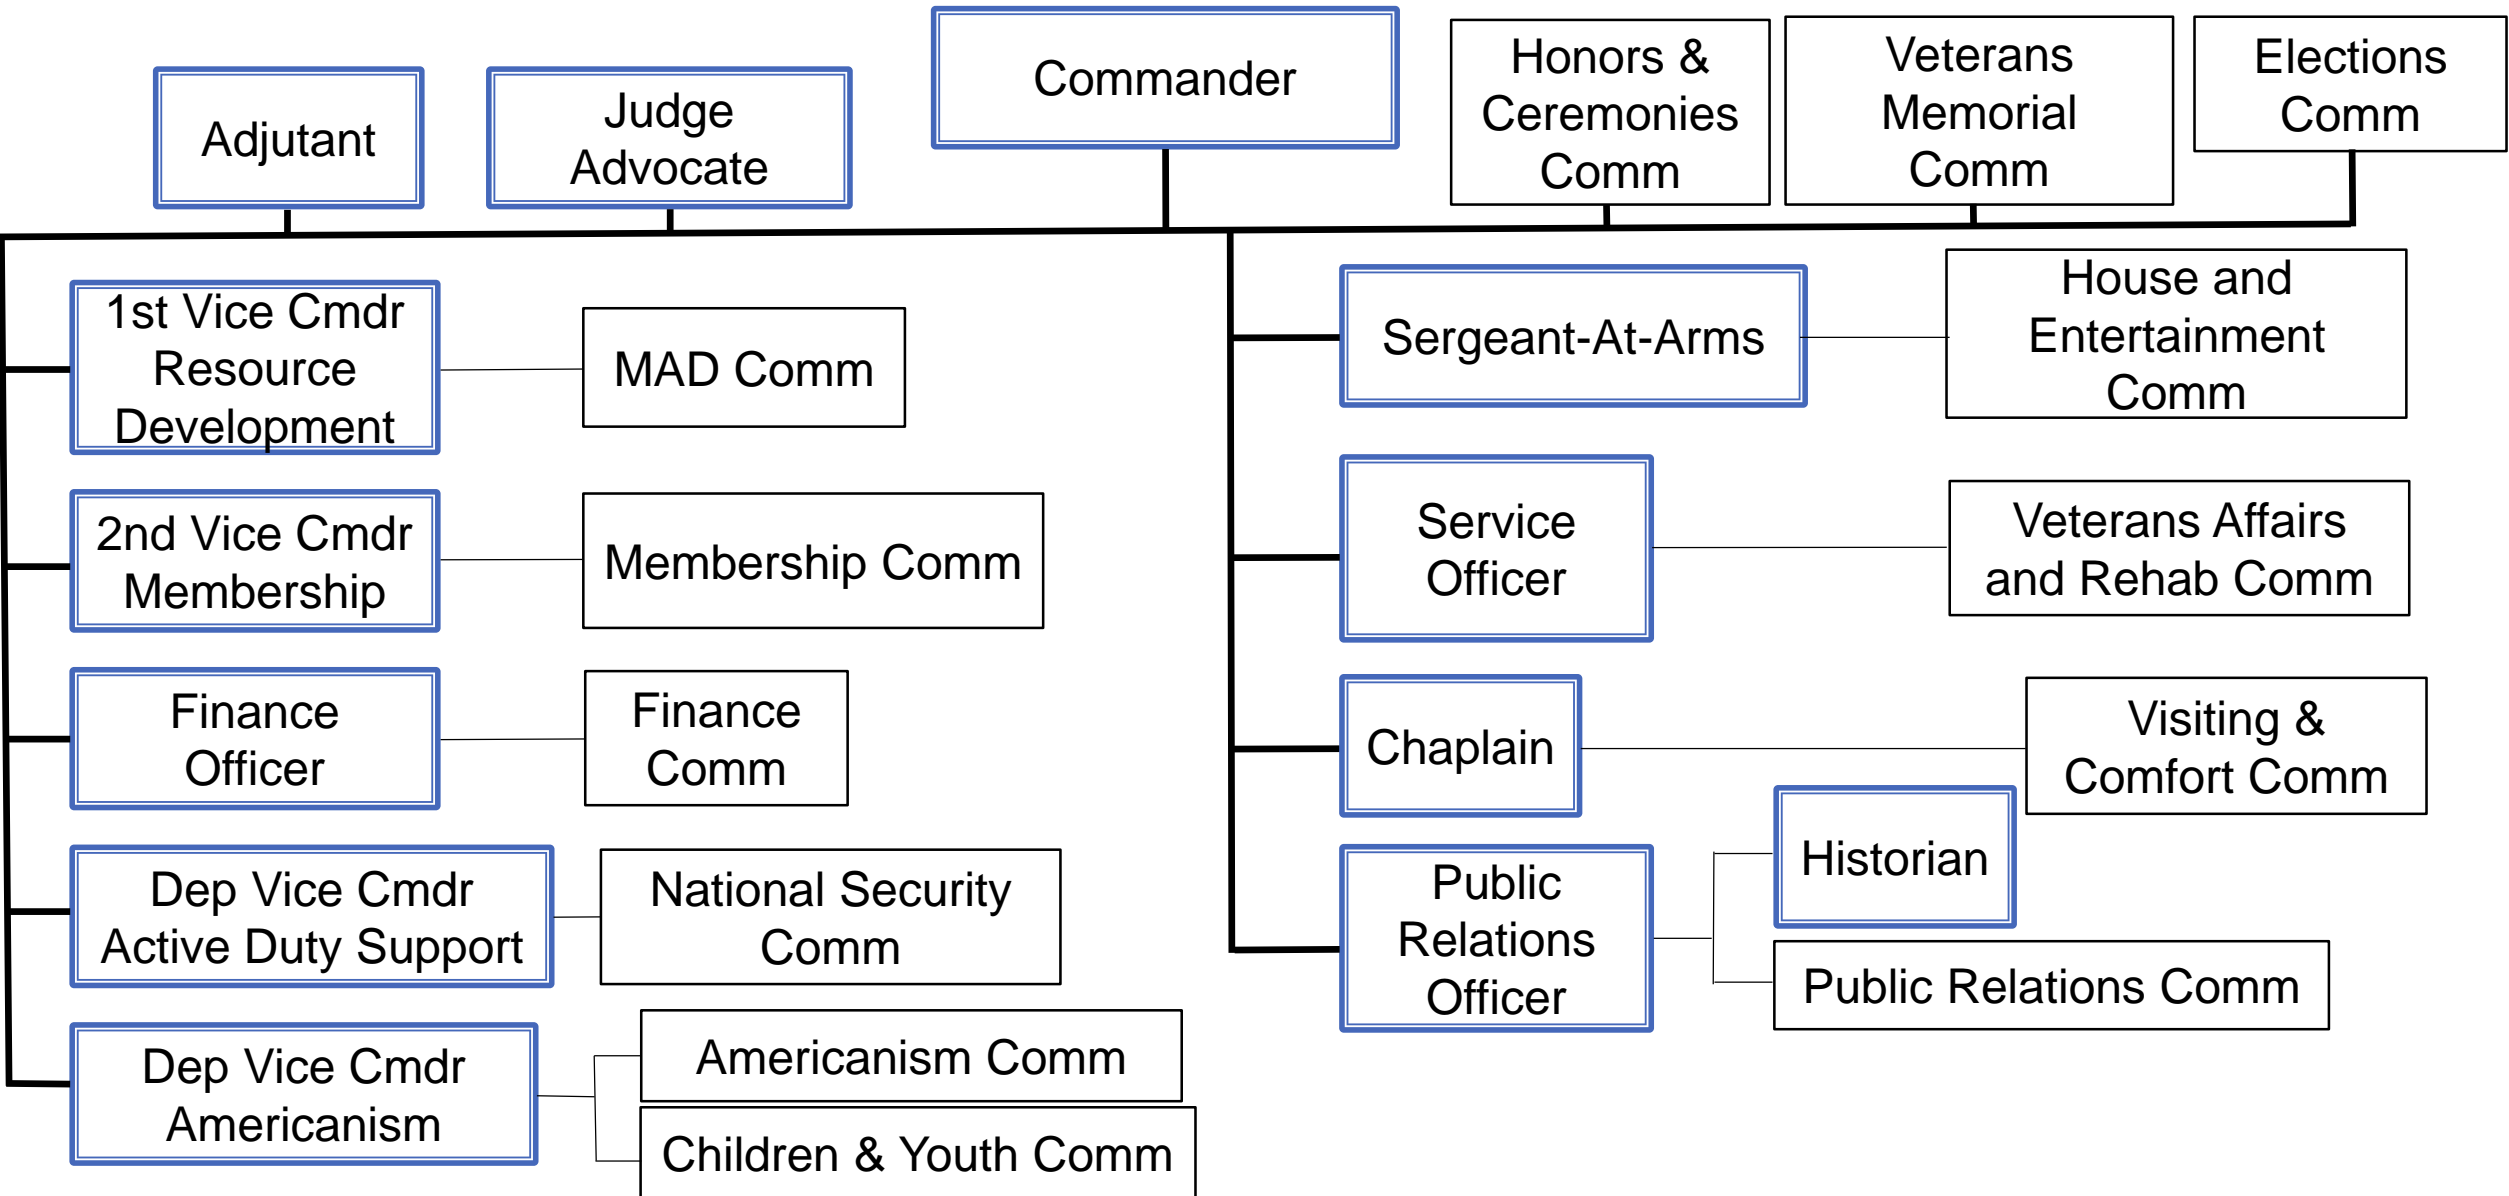 Adjutant
Judge
Advocate
Commander
Honors &
Ceremonies
Comm
Veterans
Memorial
Comm
Elections
Comm
1st Vice Cmdr
Resource
Development
MAD Comm
2nd Vice Cmdr
Membership
Membership Comm
Finance
Officer
Finance
Comm
Dep Vice Cmdr
Active Duty Support
National Security
Comm
Dep Vice Cmdr
Americanism
Americanism Comm
Children & Youth Comm
Sergeant-At-Arms
House and
Entertainment
Comm
Service
Officer
Veterans Affairs
and Rehab Comm
Chaplain
Visiting &
Comfort Comm
Public
Relations
Officer
Historian
Public Relations Comm